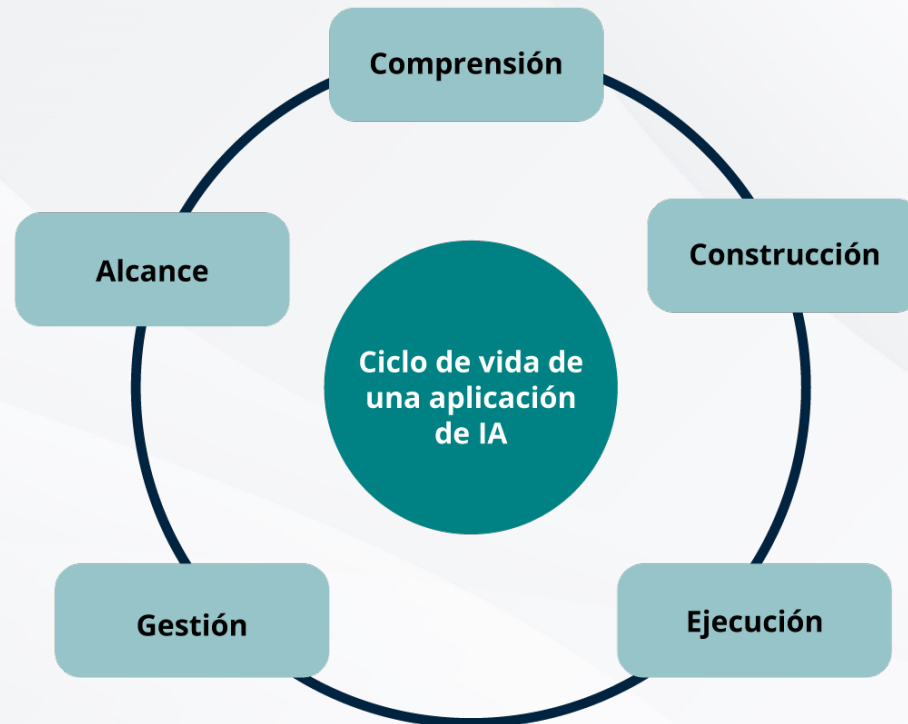 Comprensión
Construcción
Alcance
Ciclo de vida de
una aplicación
de IA
Ejecución
Gestión